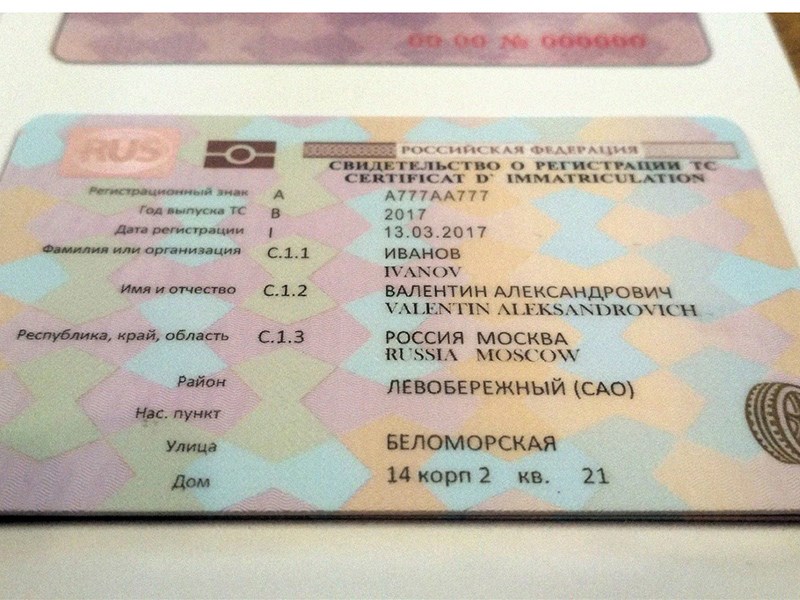 00 00 № 000000
RUS
РОССИЙСКАЯ ФЕДЕРАЦИЯ
СВИДЕТЕЛЬСТВО О РЕГИСТРАЦИИ ТС
CERTIFICAT D' IMMATRICULATION
Регистрационный знак A А777АА777
Год выпуска ТС B 2017
Дата регистрации I 13.03.2017
Фамилия или организация C.1.1 ИВАНОВ
IVANOV
Имя и отчество C.1.2 ВАЛЕНТИН АЛЕКСАНДРОВИЧ
VALENTIN ALEKSANDROVICH
Республика, край, область C.1.3 РОССИЯ МОСКВА
RUSSIA MOSCOW
Район ЛЕВОБЕРЕЖНЫЙ (САО)
Нас. пункт
Улица БЕЛОМОРСКАЯ
Дом 14 корп 2 кв. 21